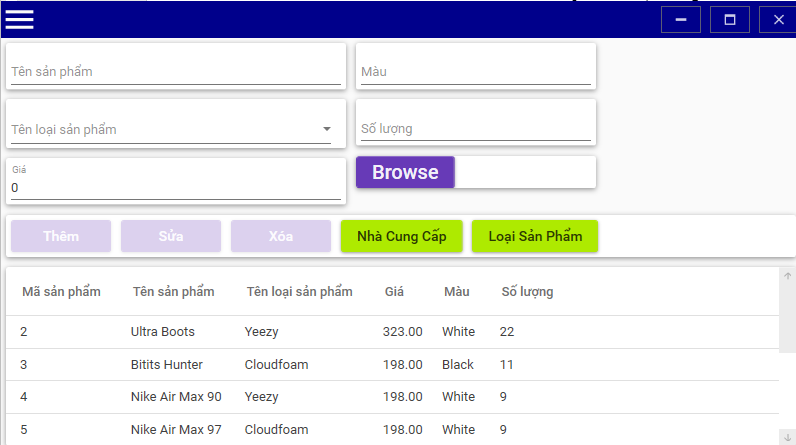 Tên sản phẩm
Màu
Tên loại sản phẩm
Số lượng
Giá
0
Browse
Thêm Sửa Xóa Nhà Cung Cấp Loại Sản Phẩm
Mã sản phẩm Tên sản phẩm Tên loại sản phẩm Giá Màu Số lượng
2 Ultra Boots Yeezy 323.00 White 22
3 Bitits Hunter Cloudfoam 198.00 Black 11
4 Nike Air Max 90 Yeezy 198.00 White 9
5 Nike Air Max 97 Cloudfoam 198.00 White 9